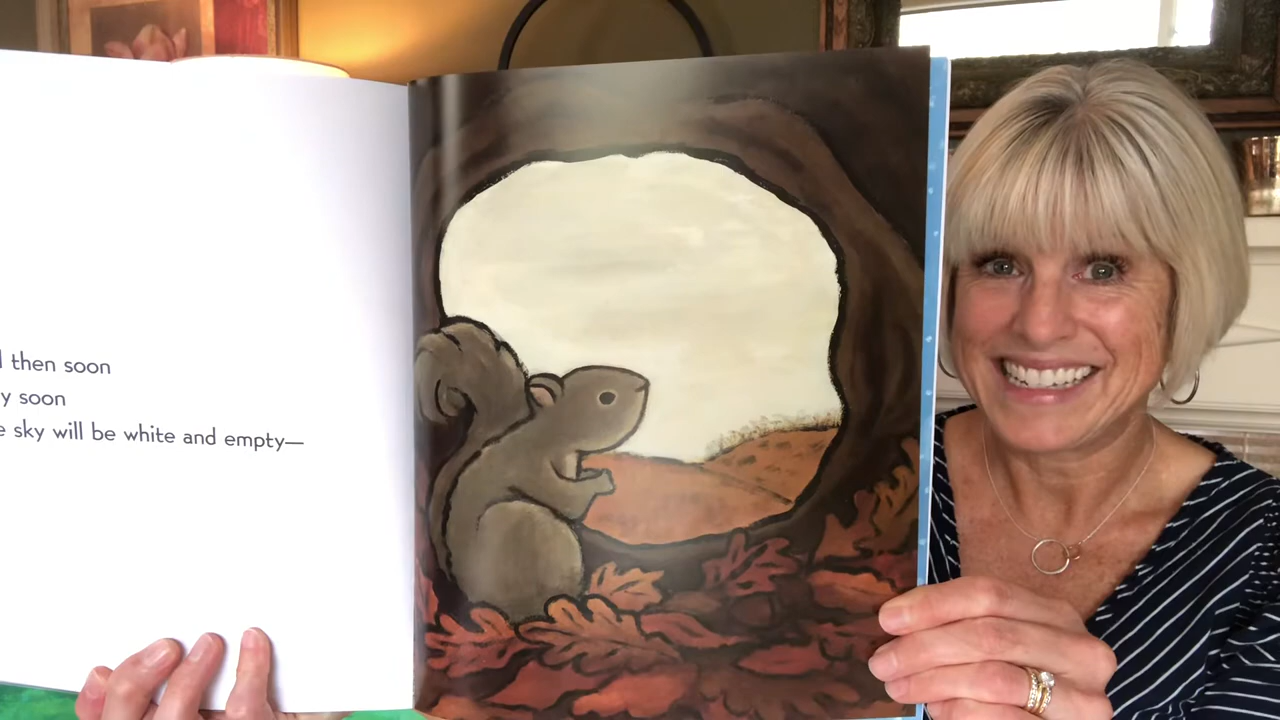 then soon
soon
sky will be white and empty—